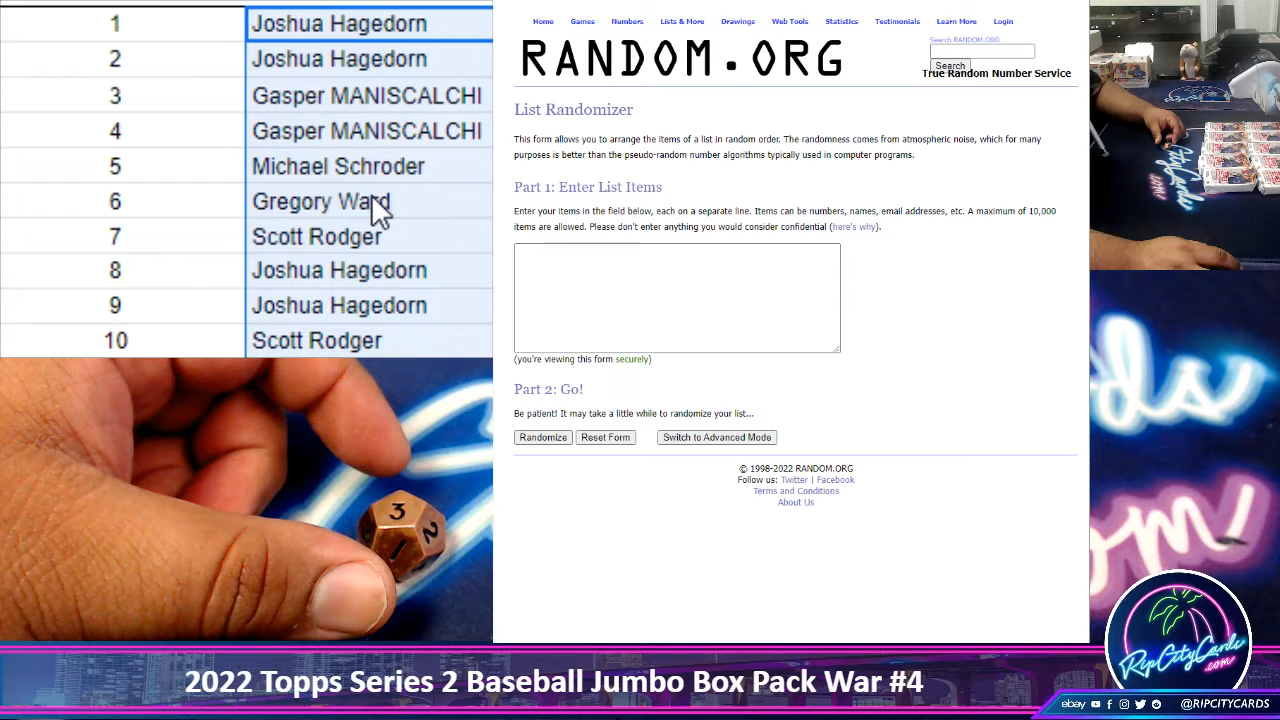 1 Joshua Hagedorn
2 Joshua Hagedorn
3 Gasper MANISCALCHI
4 Gasper MANISCALCHI
5 Michael Schroder
6 Gregory Ward
7 Scott Rodger
8 Joshua Hagedorn
9 Joshua Hagedorn
10 Scott Rodger
Home Games Numbers Lists & More Drawings Web Tools Statistics Testimonials Learn More Login
RANDOM.ORG
Search RANDOM.ORG
Search
True Random Number Service
List Randomizer
This form allows you to arrange the items of a list in random order. The randomness comes from atmospheric noise, which for many
purposes is better than the pseudo-random number algorithms typically used in computer programs.
Part 1: Enter List Items
Enter your items in the field below, each on a separate line. Items can be numbers, names, email addresses, etc. A maximum of 10,000
items are allowed. Please don't enter anything you would consider confidential (here's why).
(you're viewing this form securely)
Part 2: Go!
Be patient! It may take a little while to randomize your list...
Randomize Reset Form Switch to Advanced Mode
© 1998-2022 RANDOM.ORG
Follow us: Twitter | Facebook
Terms and Conditions
About Us
3
2
1
2022 Topps Series 2 Baseball Jumbo Box Pack War #4
RipCityCards
.com
ebay @RIPCITYCARDS